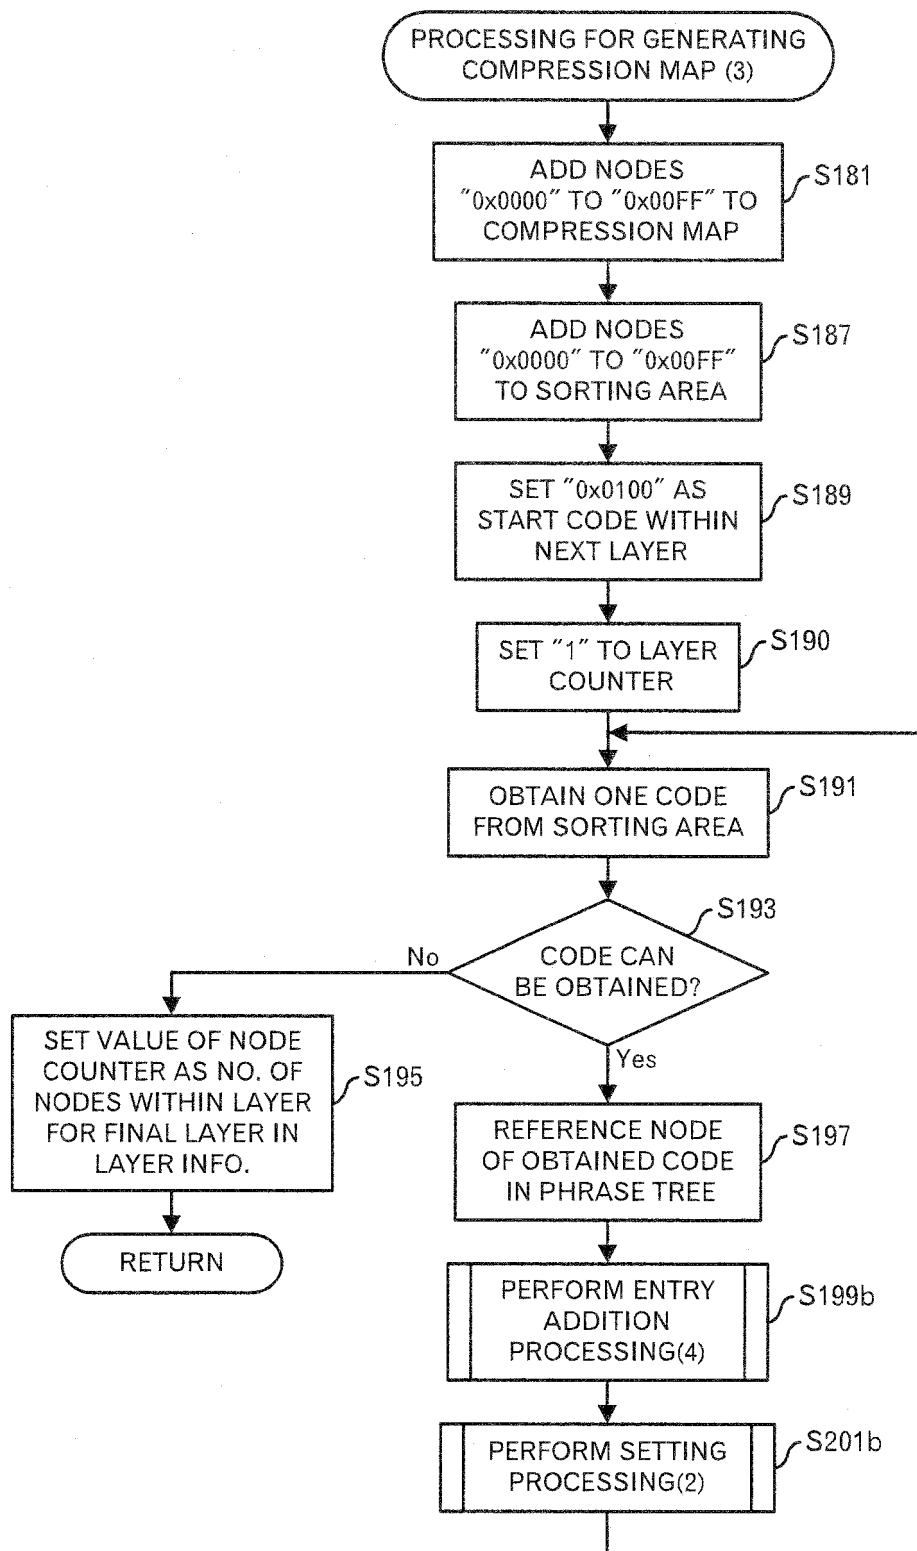 PROCESSING FOR GENERATING
COMPRESSION MAP (3)
ADD NODES
"0x0000" TO "0x00FF" TO
COMPRESSION MAP
S181
ADD NODES
"0x0000" TO "0x00FF"
TO SORTING AREA
S187
SET "0x0100" AS
START CODE WITHIN
NEXT LAYER
S189
SET "1" TO LAYER
COUNTER
S190
OBTAIN ONE CODE
FROM SORTING AREA
S191
S193
CODE CAN
BE OBTAINED?
No
Yes
SET VALUE OF NODE
COUNTER AS NO. OF
NODES WITHIN LAYER
FOR FINAL LAYER IN
LAYER INFO.
S195
RETURN
REFERENCE NODE
OF OBTAINED CODE
IN PHRASE TREE
S197
PERFORM ENTRY
ADDITION
PROCESSING(4)
S199b
PERFORM SETTING
PROCESSING(2)
S201b